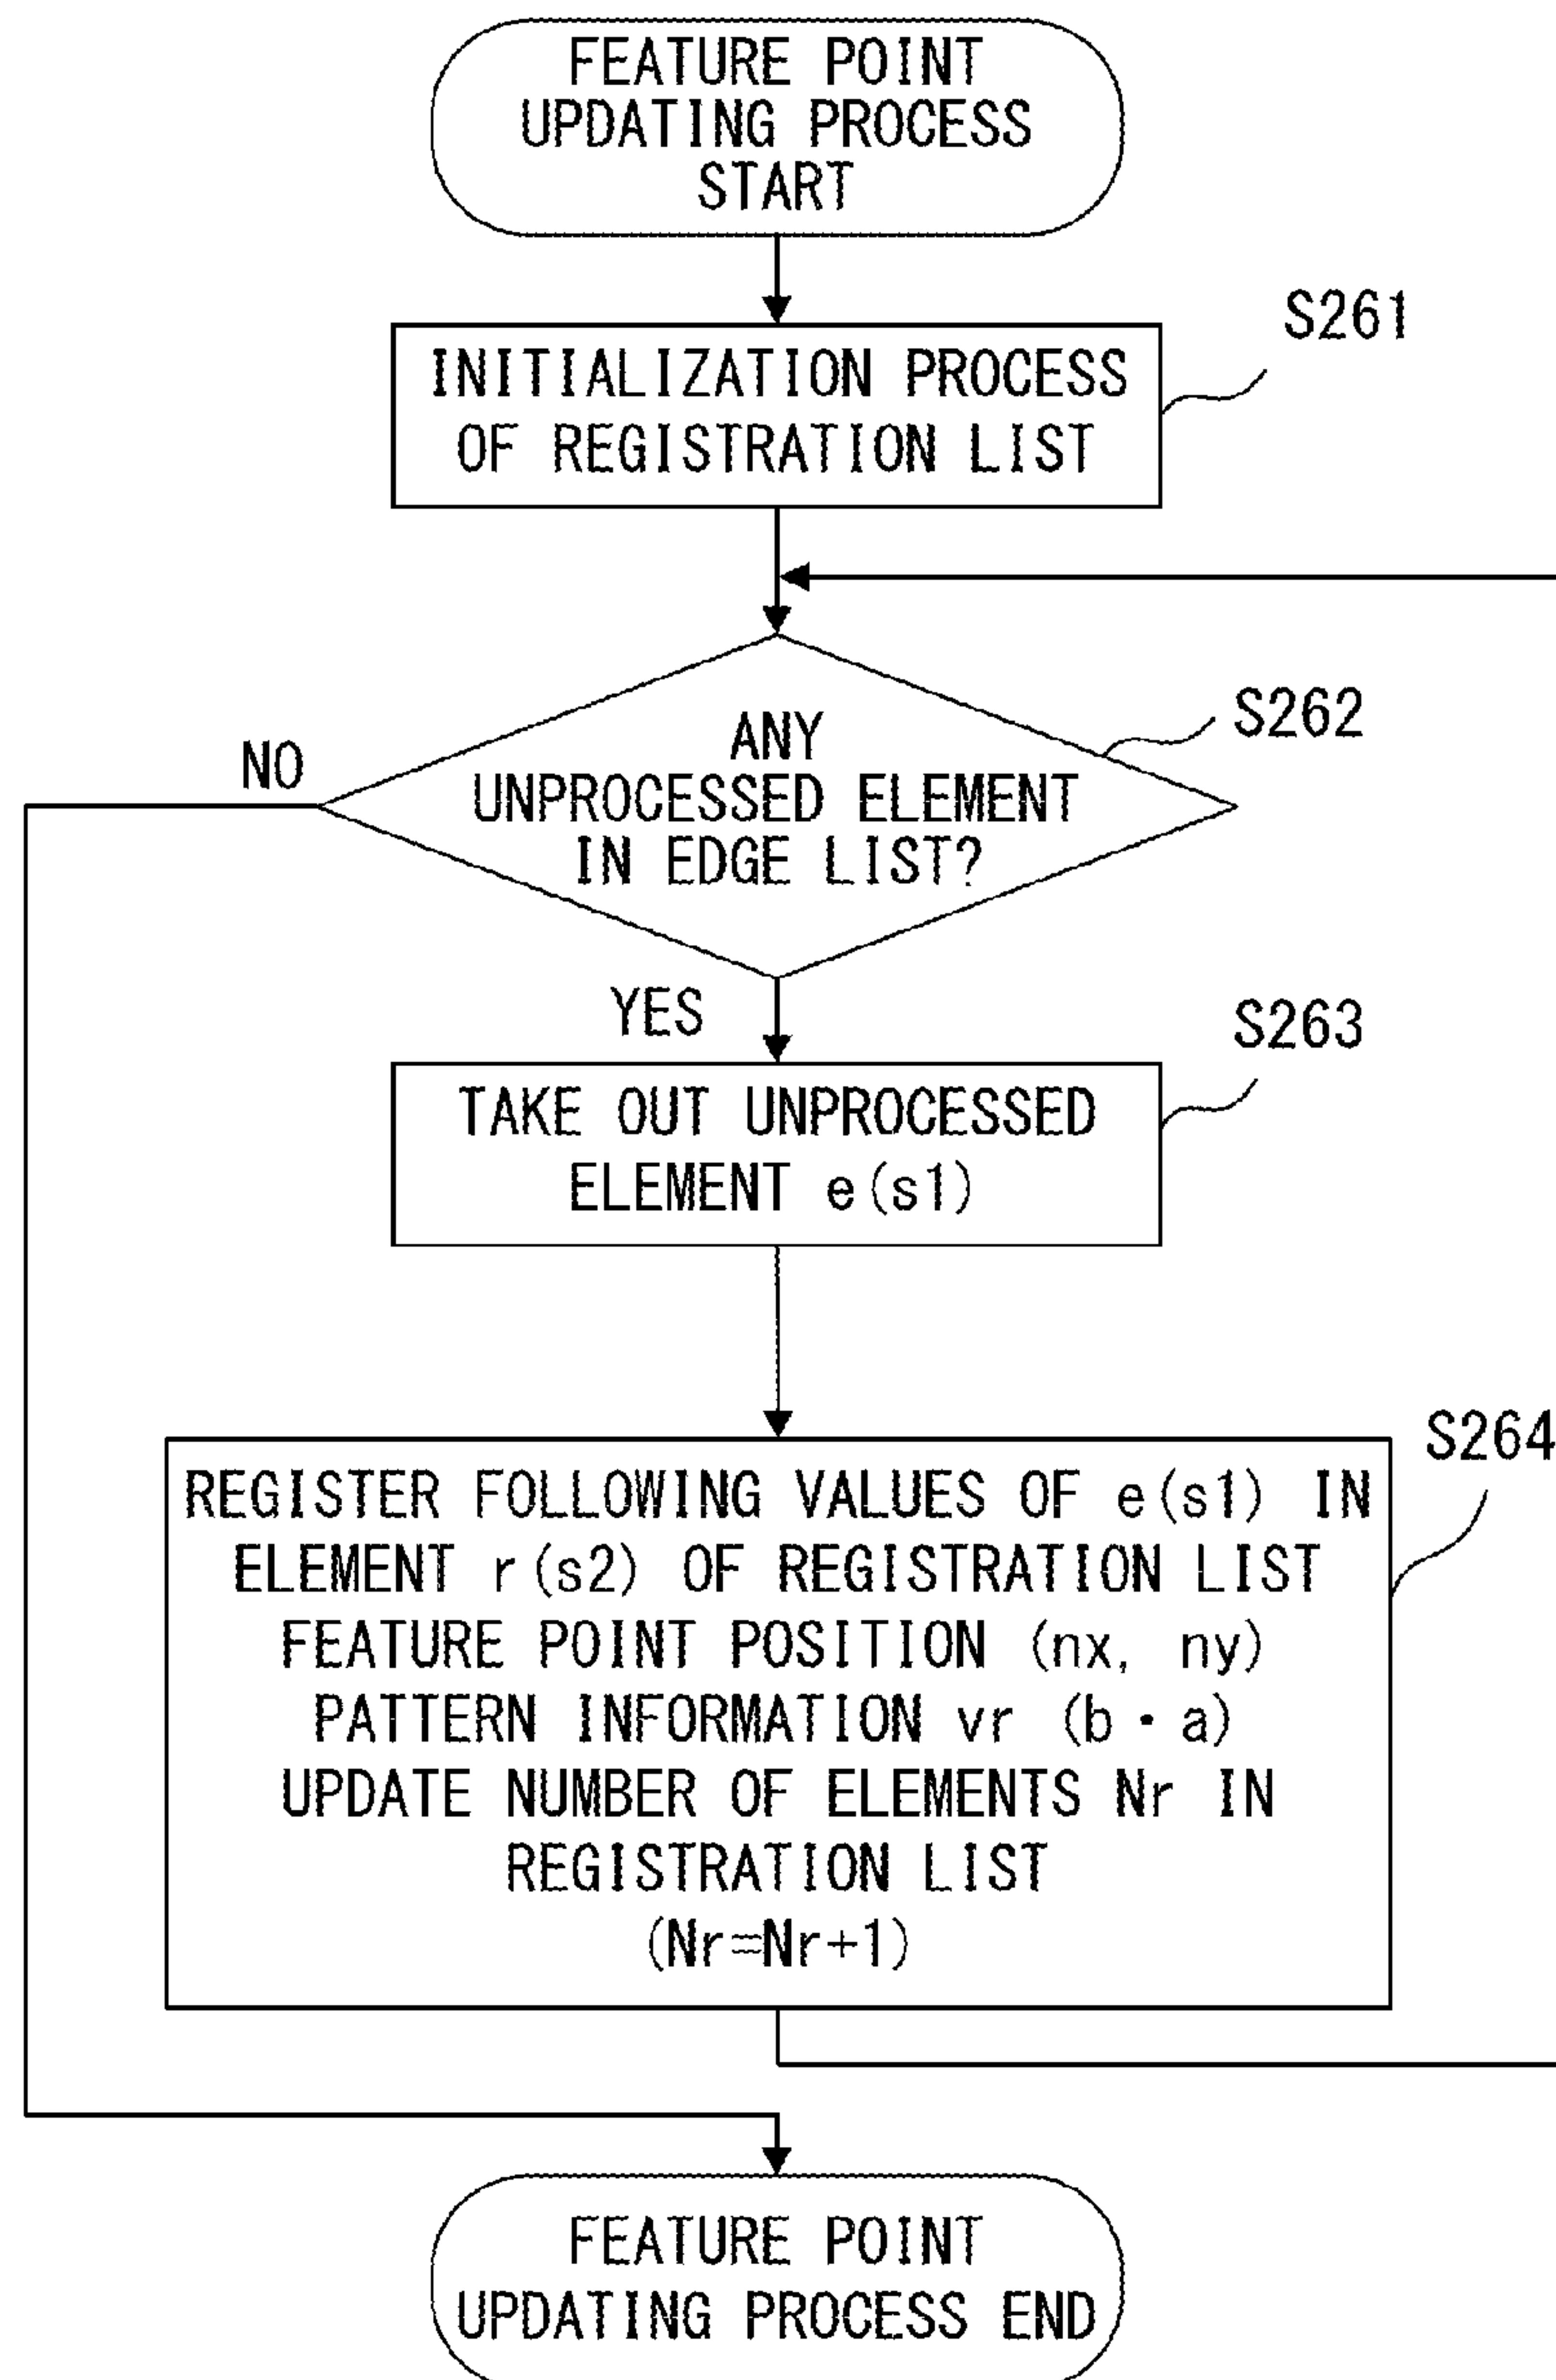 FEATURE POINT
UPDATING PROCESS
START
S261
INITIALIZATION PROCESS
OF REGISTRATION LIST
S262
NO
ANY
UNPROCESSED ELEMENT
IN EDGE LIST?
YES
S263
TAKE OUT UNPROCESSED
ELEMENT e(s1)
S264
REGISTER FOLLOWING VALUES OF e(s1) IN
ELEMENT r(s2) OF REGISTRATION LIST
FEATURE POINT POSITION (nx, ny)
PATTERN INFORMATION vr (b・a)
UPDATE NUMBER OF ELEMENTS Nr IN
REGISTRATION LIST
(Nr=Nr+1)
FEATURE POINT
UPDATING PROCESS END